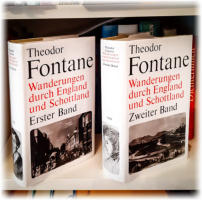 Theodor
Fontane
Wanderungen
durch England
und Schottland
Erster Band
Theodor
Fontane
Wanderungen
durch England
und Schottland
Zweiter Band